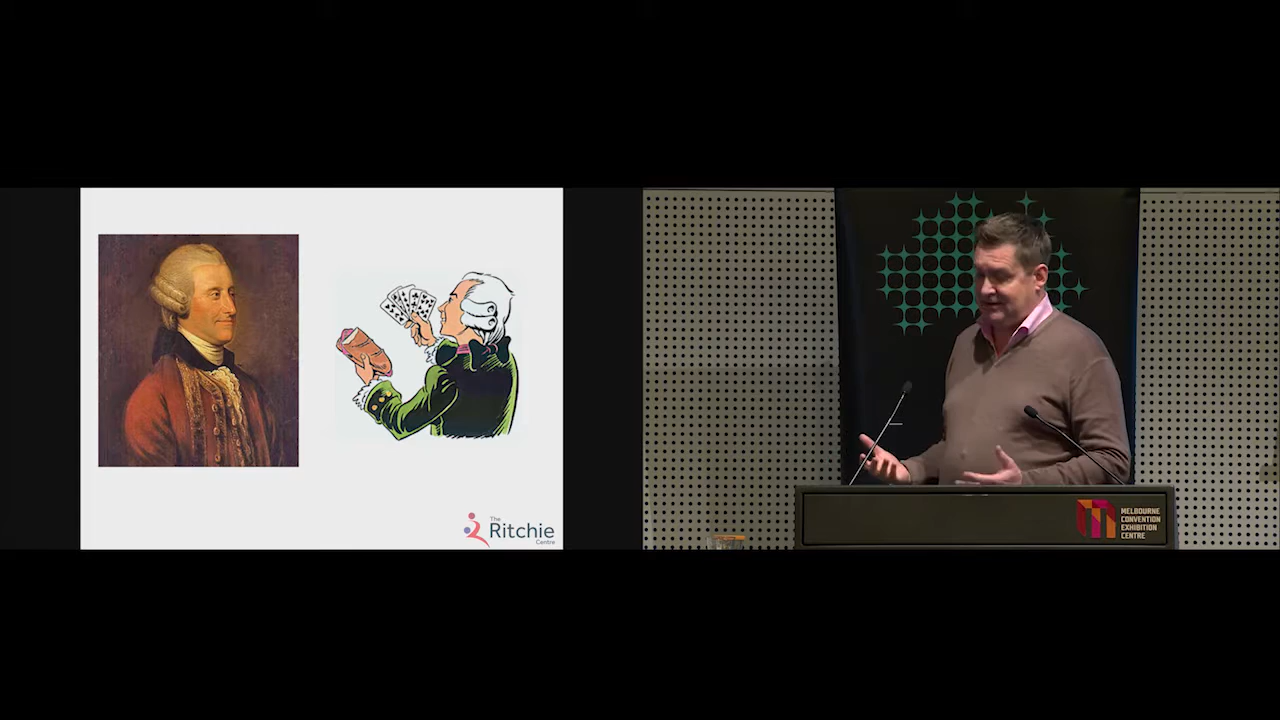 The
Ritchie
Centre
MELBOURNE
CONVENTION
EXHIBITION
CENTRE